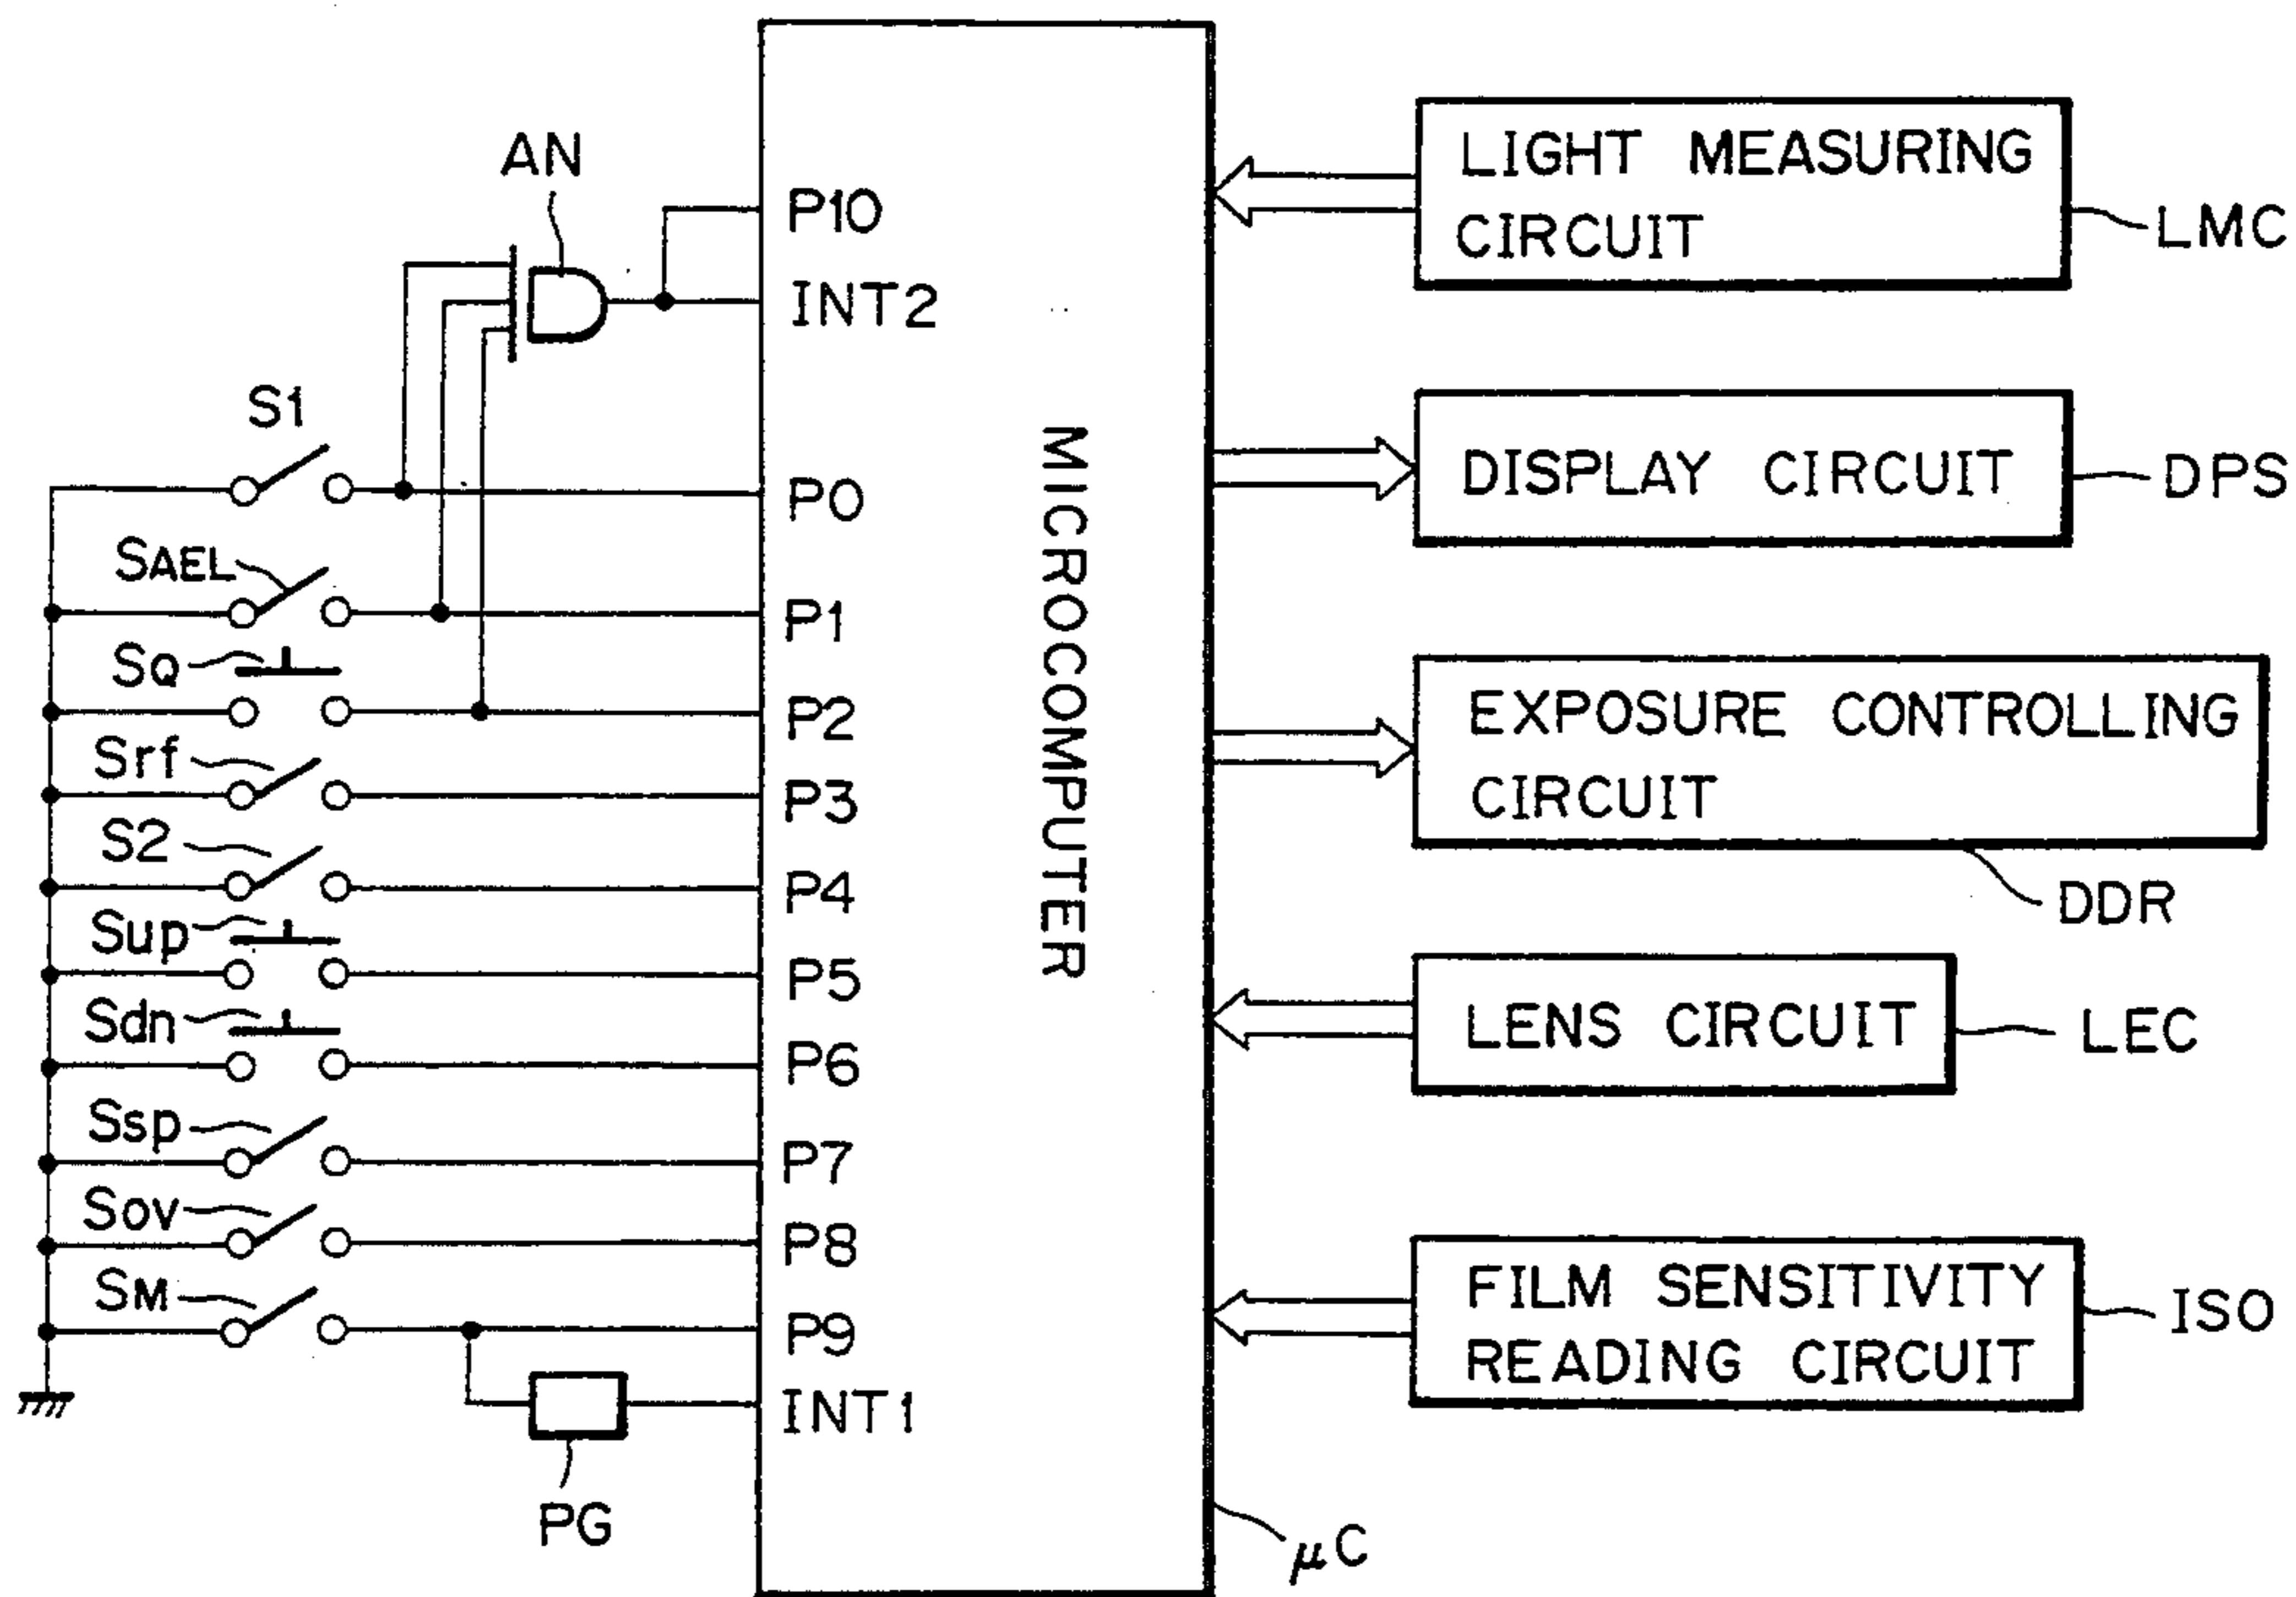 AN
P10
INT2
S1
P0
SAEL
P1
SQ
P2
Srf
P3
S2
P4
Sup
P5
Sdn
P6
Ssp
P7
Sov
P8
SM
P9
INT1
PG
MICROCOMPUTER
μC
LIGHT MEASURING
CIRCUIT
LMC
DISPLAY CIRCUIT
DPS
EXPOSURE CONTROLLING
CIRCUIT
DDR
LENS CIRCUIT
LEC
FILM SENSITIVITY
READING CIRCUIT
ISO